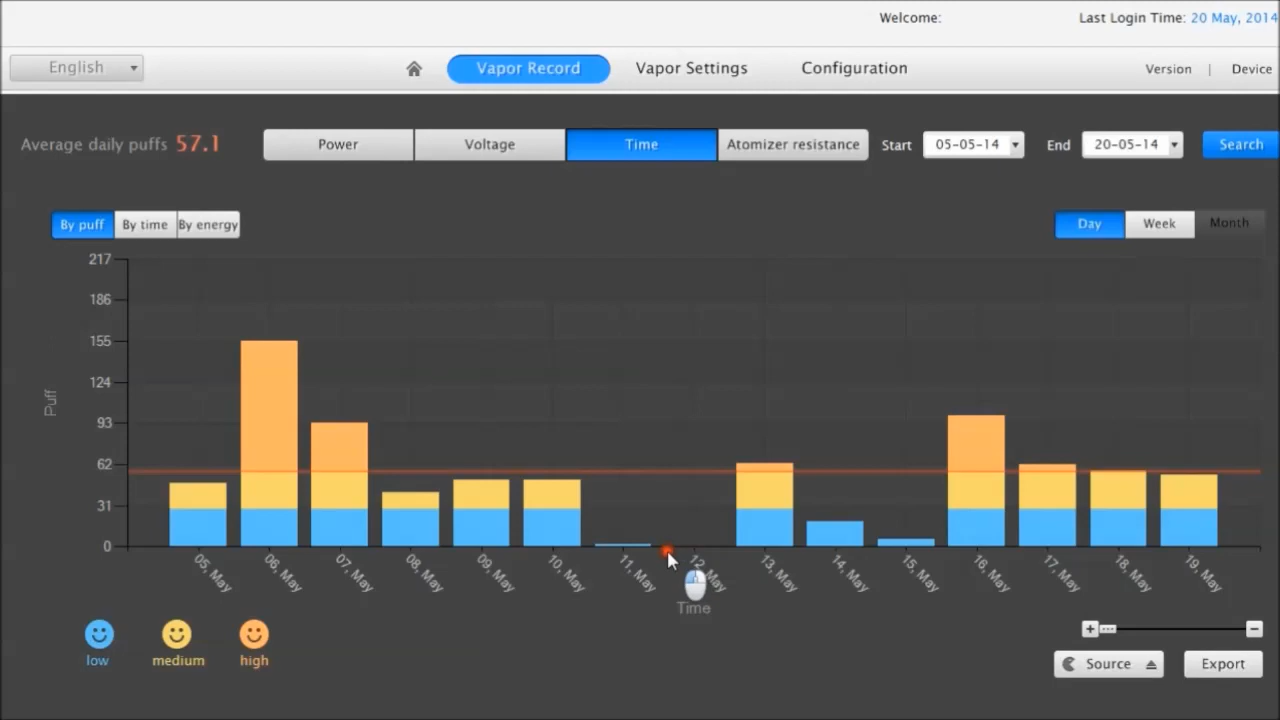 Welcome: Last Login Time: 20 May, 2014
English Vapor Record Vapor Settings Configuration Version | Device
Average daily puffs 57.1 Power Voltage Time Atomizer resistance Start 05-05-14 End 20-05-14 Search
By puff By time By energy Day Week Month
217
186
155
124
93
62
31
0
Puff
05, May 06, May 07, May 08, May 09, May 10, May 11, May 12, May 13, May 14, May 15, May 16, May 17, May 18, May 19, May
Time
low medium high
Source Export